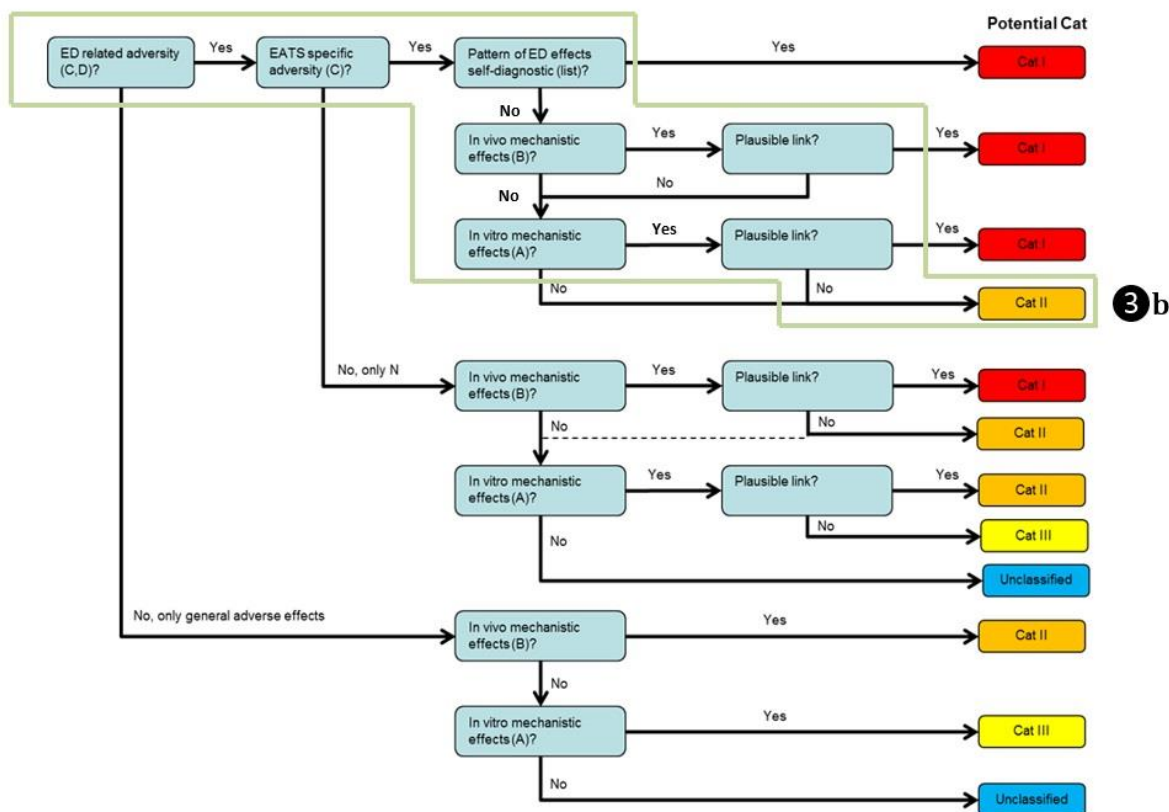 Potential Cat
ED related adversity
(C,D)?
Yes
EATS specific
adversity (C)?
Yes
Pattern of ED effects
self-diagnostic (list)?
Yes
Cat I
No
In vivo mechanistic
effects (B)?
Yes
Plausible link?
Yes
Cat I
No
No
In vitro mechanistic
effects (A)?
Yes
Plausible link?
Yes
Cat I
No
No
Cat II
3 b
No, only N
In vivo mechanistic
effects (B)?
Yes
Plausible link?
Yes
Cat I
No
No
Cat II
In vitro mechanistic
effects (A)?
Yes
Plausible link?
Yes
Cat II
No
No
Cat III
Unclassified
No, only general adverse effects
In vivo mechanistic
effects (B)?
Yes
Cat II
No
In vitro mechanistic
effects (A)?
Yes
Cat III
No
Unclassified